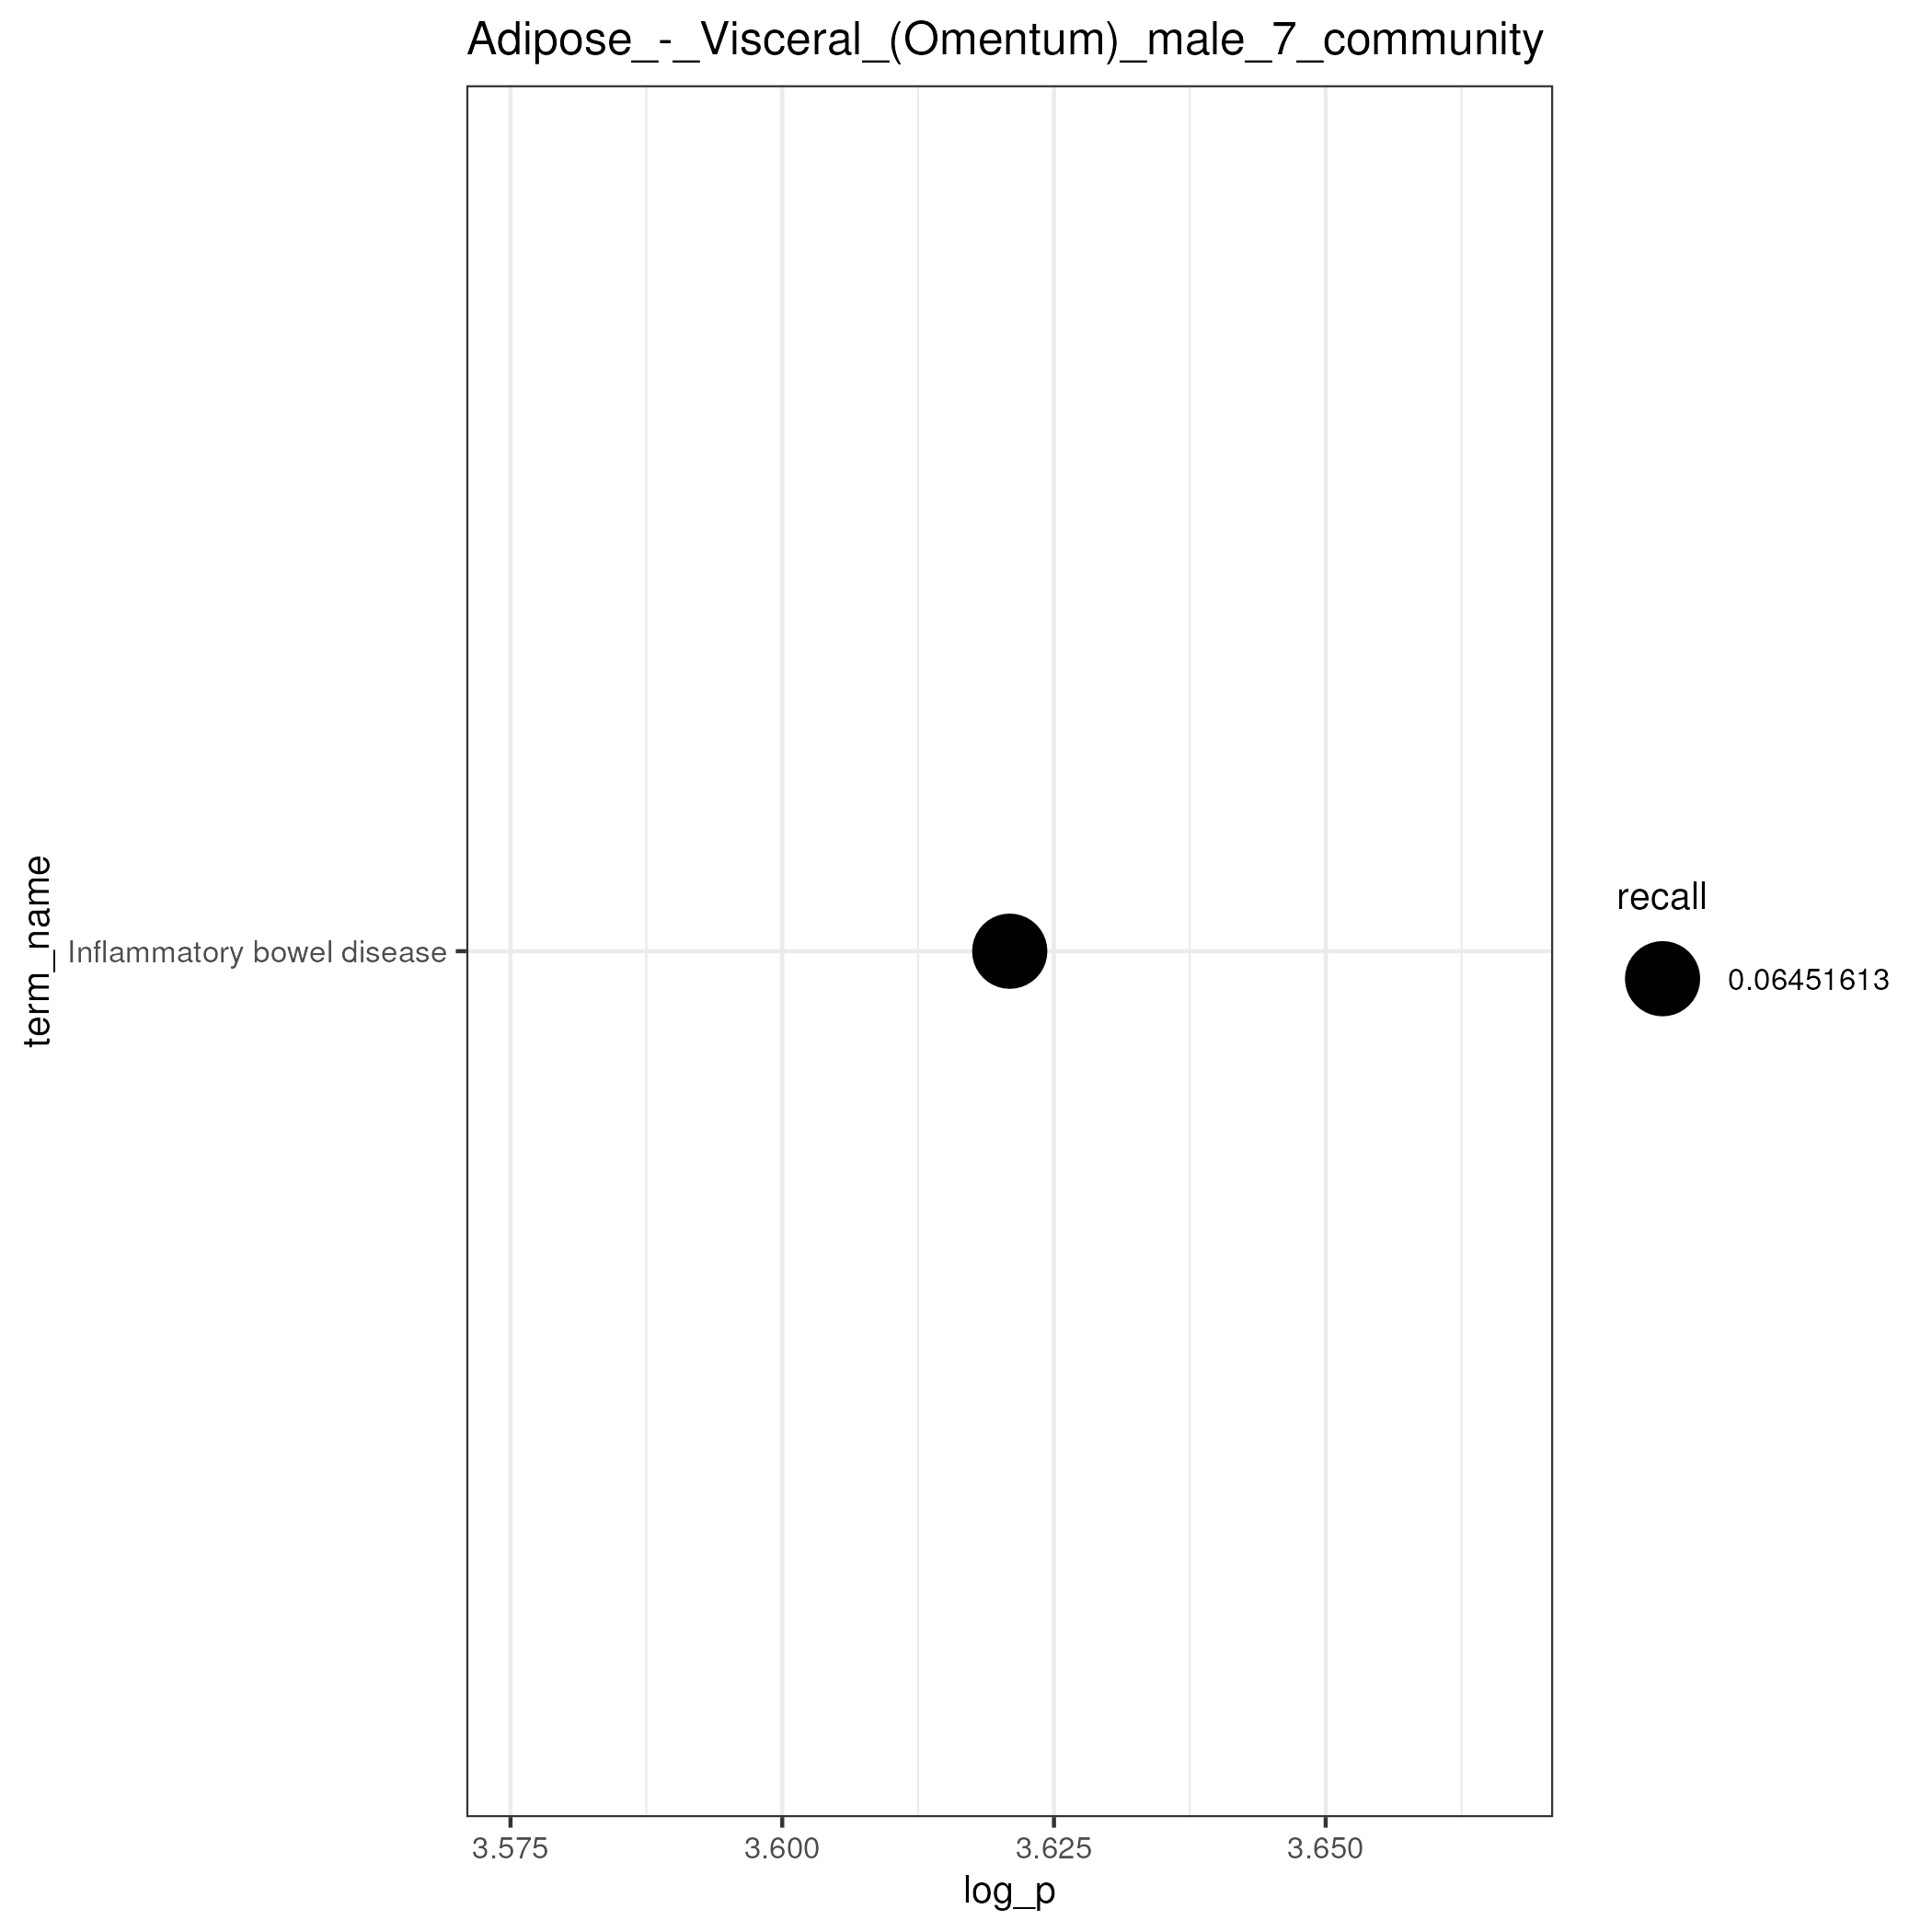 Adipose_-_Visceral_(Omentum)_male_7_community
term_name
Inflammatory bowel disease
recall
0.06451613
3.575
3.600
3.625
3.650
log_p